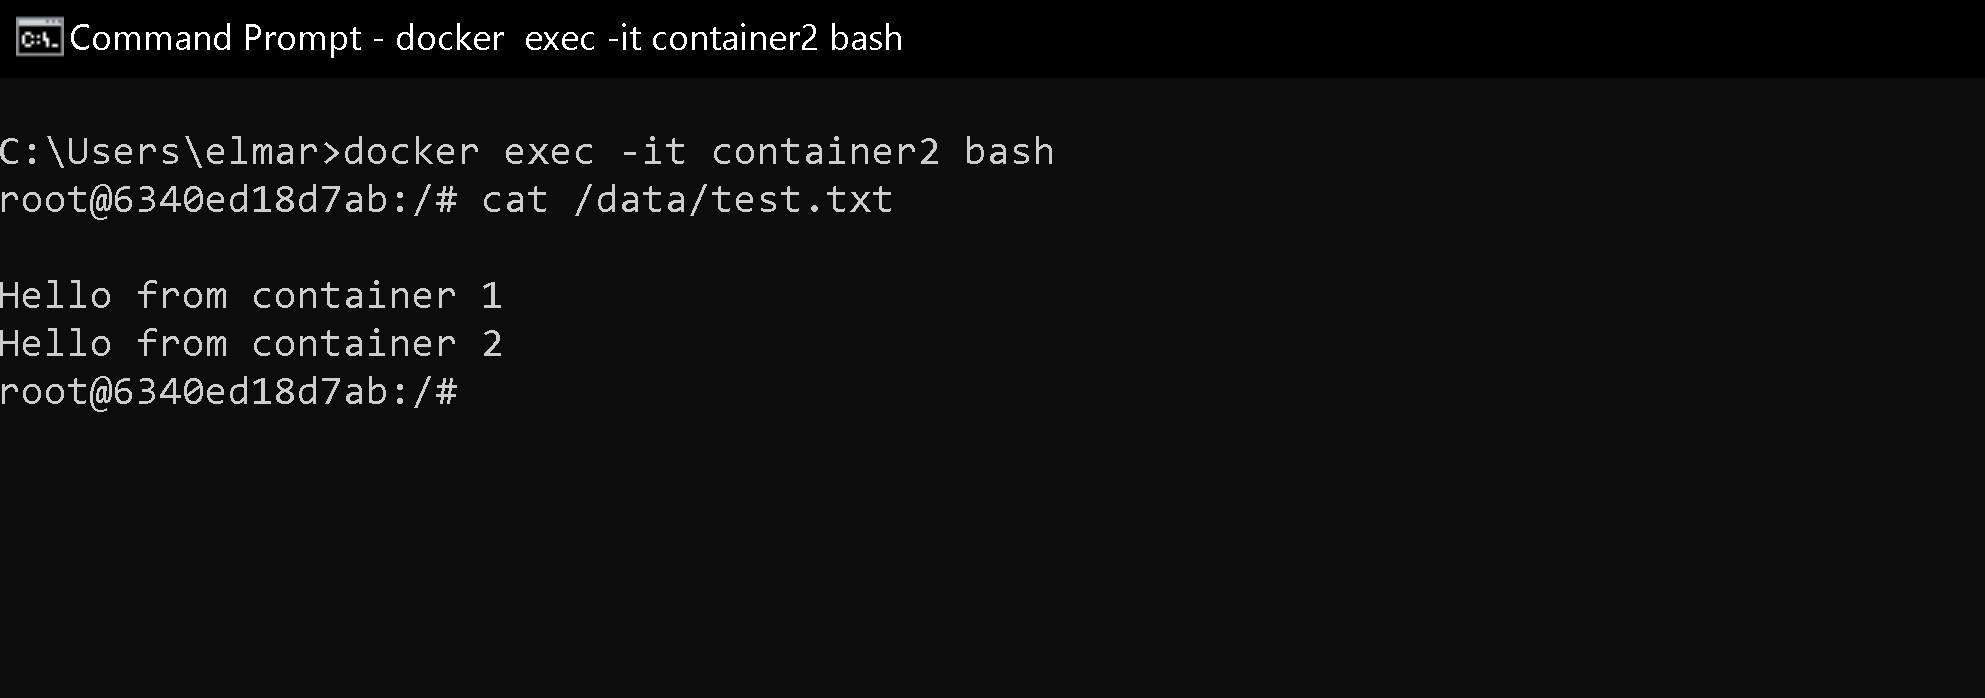 Command Prompt - docker  exec -it container2 bash
C:\Users\elmar>docker exec -it container2 bash
root@6340ed18d7ab:/# cat /data/test.txt
Hello from container 1
Hello from container 2
root@6340ed18d7ab:/#